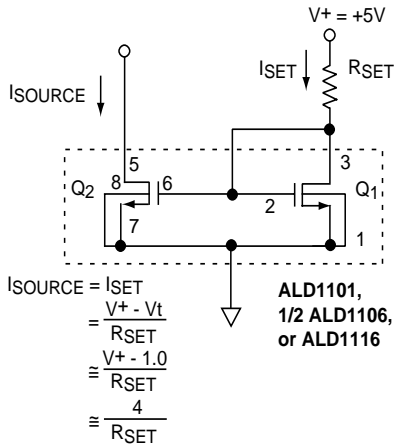 V+ = +5V
ISET
RSET
ISOURCE
5
3
Q2
8
6
2
Q1
7
1
ISOURCE = ISET
= V+ - Vt
RSET
≅ V+ - 1.0
RSET
≅ 4
RSET
ALD1101,
1/2 ALD1106,
or ALD1116